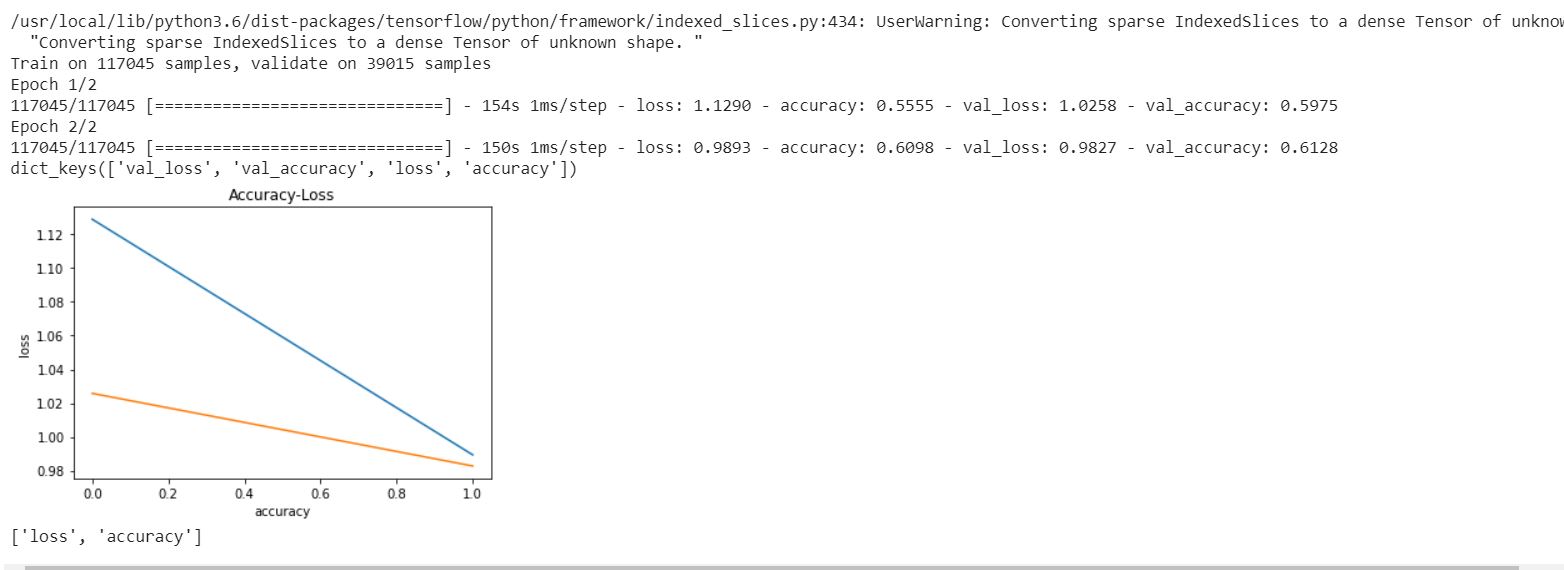 /usr/local/lib/python3.6/dist-packages/tensorflow/python/framework/indexed_slices.py:434: UserWarning: Converting sparse IndexedSlices to a dense Tensor of
"Converting sparse IndexedSlices to a dense Tensor of unknown shape. "
Train on 117045 samples, validate on 39015 samples
Epoch 1/2
117045/117045 [==============================] - 154s 1ms/step - loss: 1.1290 - accuracy: 0.5555 - val_loss: 1.0258 - val_accuracy: 0.5975
Epoch 2/2
117045/117045 [==============================] - 150s 1ms/step - loss: 0.9893 - accuracy: 0.6098 - val_loss: 0.9827 - val_accuracy: 0.6128
dict_keys(['val_loss', 'val_accuracy', 'loss', 'accuracy'])
Accuracy-Loss
1.12
1.10
1.08
1.06
1.04
1.02
1.00
0.98
loss
0.0 0.2 0.4 0.6 0.8 1.0
accuracy
['loss', 'accuracy']